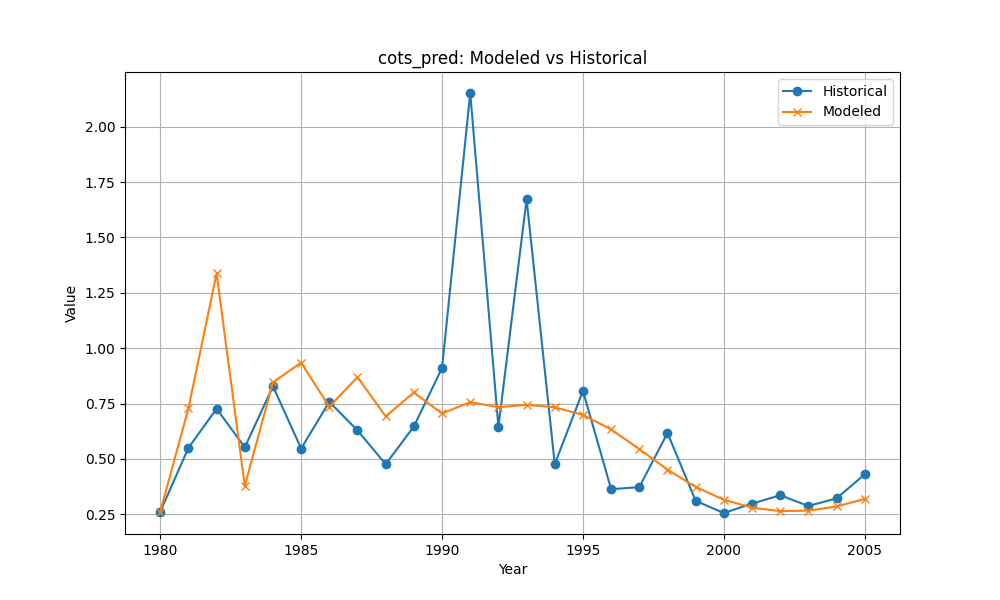 cots_pred: Modeled vs Historical
Historical
Modeled
Value
2.00
1.75
1.50
1.25
1.00
0.75
0.50
0.25
1980 1985 1990 1995 2000 2005
Year